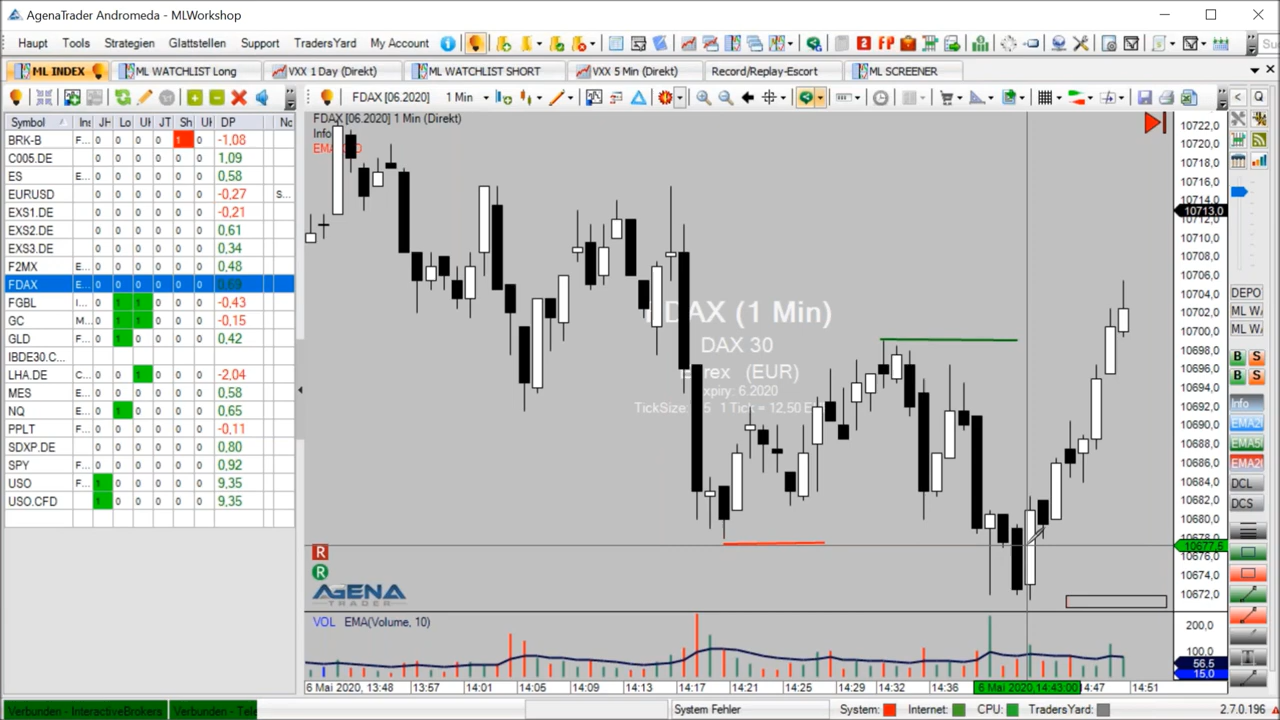 AgenaTrader Andromeda - MLWorkshop
Haupt Tools Strategien Glattstellen Support TradersYard My Account
ML INDEX ML WATCHLIST Long VXX 1 Day (Direkt) ML WATCHLIST SHORT VXX 5 Min (Direkt) Record/Replay-Escort ML SCREENER
FDAX [06.2020] 1 Min
Symbol Ins JH Lo UH JT Sh UH DP Nc
BRK-B F... 0 0 0 0 1 0 -1,08
C005.DE 0 0 0 0 0 0 1,09
ES E... 0 0 0 0 0 0 0,58
EURUSD 0 0 0 0 0 0 -0,27 S...
EXS1.DE 0 0 0 0 0 0 -0,21
EXS2.DE 0 0 0 0 0 0 0,61
EXS3.DE 0 0 0 0 0 0 0,34
F2MX E... 0 0 0 0 0 0 0,48
FDAX E... 0 0 0 0 0 0 0,69
FGBL I... 0 1 1 0 0 0 -0,43
GC M... 0 1 1 0 0 0 -0,15
GLD F... 0 1 0 0 0 0 0,42
IBDE30.C...
LHA.DE C... 0 0 1 0 0 0 -2,04
MES E... 0 0 0 0 0 0 0,58
NQ E... 0 1 0 0 0 0 0,65
PPLT F... 0 0 0 0 0 0 -0,11
SDXP.DE 0 0 0 0 0 0 0,80
SPY F... 0 0 0 0 0 0 0,92
USO F... 1 0 0 0 0 0 9,35
USO.CFD 1 0 0 0 0 0 9,35
FDAX [06.2020] 1 Min (Direkt)
Info
DAX (1 Min)
DAX 30
(EUR)
Expiry: 6.2020
1 Tick = 12,50
10722,0
10720,0
10718,0
10716,0
10714,0
10713,0
10712,0
10710,0
10708,0
10706,0
10704,0
10702,0
10700,0
10698,0
10696,0
10694,0
10692,0
10690,0
10688,0
10686,0
10684,0
10682,0
10680,0
10678,0
10677,5
10676,0
10674,0
10672,0
R
R
AGENA
TRADER
VOL EMA(Volume, 10)
200,0
100,0
56,5
15,0
6 Mai 2020, 13:48 13:57 14:01 14:05 14:09 14:13 14:17 14:21 14:25 14:29 14:32 14:36 6 Mai 2020, 14:43:00 14:47 14:51
DEPO
ML W
ML W
B S
B S
Info
DCL
DCS
Verbunden - InteractiveBrokers Verbunden - Tele System Fehler System: Internet: CPU: TradersYard: 2.7.0.196